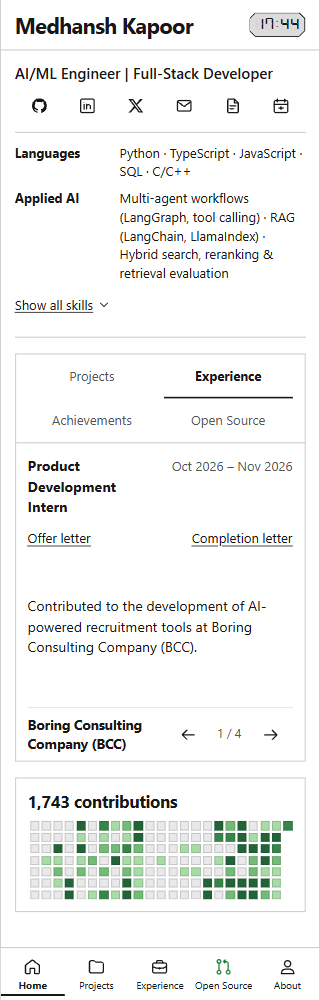 Medhansh Kapoor
17:44
AI/ML Engineer | Full-Stack Developer
Languages
Python · TypeScript · JavaScript ·
SQL · C/C++
Applied AI
Multi-agent workflows
(LangGraph, tool calling) · RAG
(LangChain, LlamaIndex) ·
Hybrid search, reranking &
retrieval evaluation
Show all skills
Projects
Experience
Achievements
Open Source
Product
Development
Intern
Oct 2026 – Nov 2026
Offer letter
Completion letter
Contributed to the development of AI-
powered recruitment tools at Boring
Consulting Company (BCC).
Boring Consulting
Company (BCC)
1 / 4
1,743 contributions
Home
Projects
Experience
Open Source
About